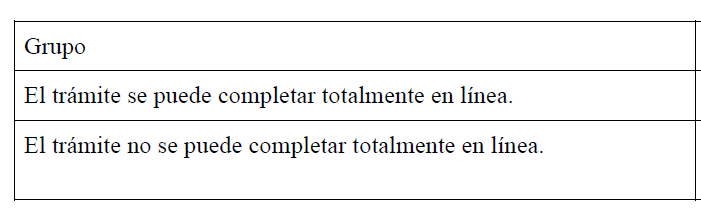 Grupo
El trámite se puede completar totalmente en línea.
El trámite no se puede completar totalmente en línea.